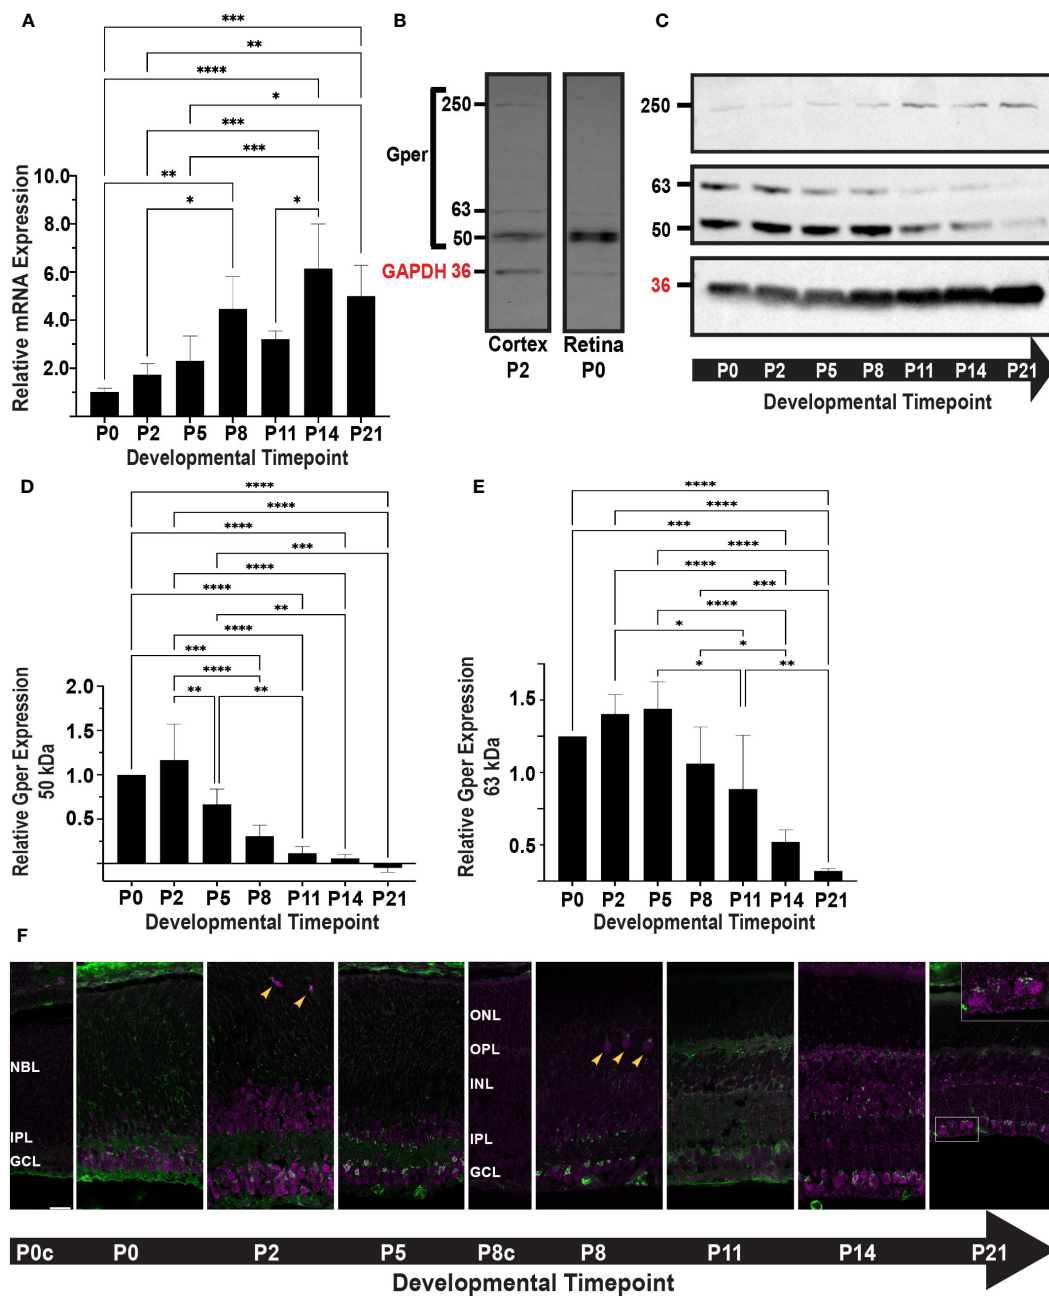 A
***
**
****
*
***
***
**
*
*
Relative mRNA Expression
10.0
8.0
6.0
4.0
2.0
P0 P2 P5 P8 P11 P14 P21
Developmental Timepoint
B
Gper
250
63
50
GAPDH 36
Cortex Retina
P2 P0
C
250
63
50
36
P0 P2 P5 P8 P11 P14 P21
Developmental Timepoint
D
****
****
****
***
****
****
**
****
***
****
**
**
Relative Gper Expression
50 kDa
2.0
1.5
1.0
0.5
P0 P2 P5 P8 P11 P14 P21
Developmental Timepoint
E
****
****
***
****
****
***
****
*
*
*
**
Relative Gper Expression
63 kDa
1.5
1.0
0.5
P0 P2 P5 P8 P11 P14 P21
Developmental Timepoint
F
NBL
IPL
GCL
ONL
OPL
INL
IPL
GCL
P0c P0 P2 P5 P8c P8 P11 P14 P21
Developmental Timepoint